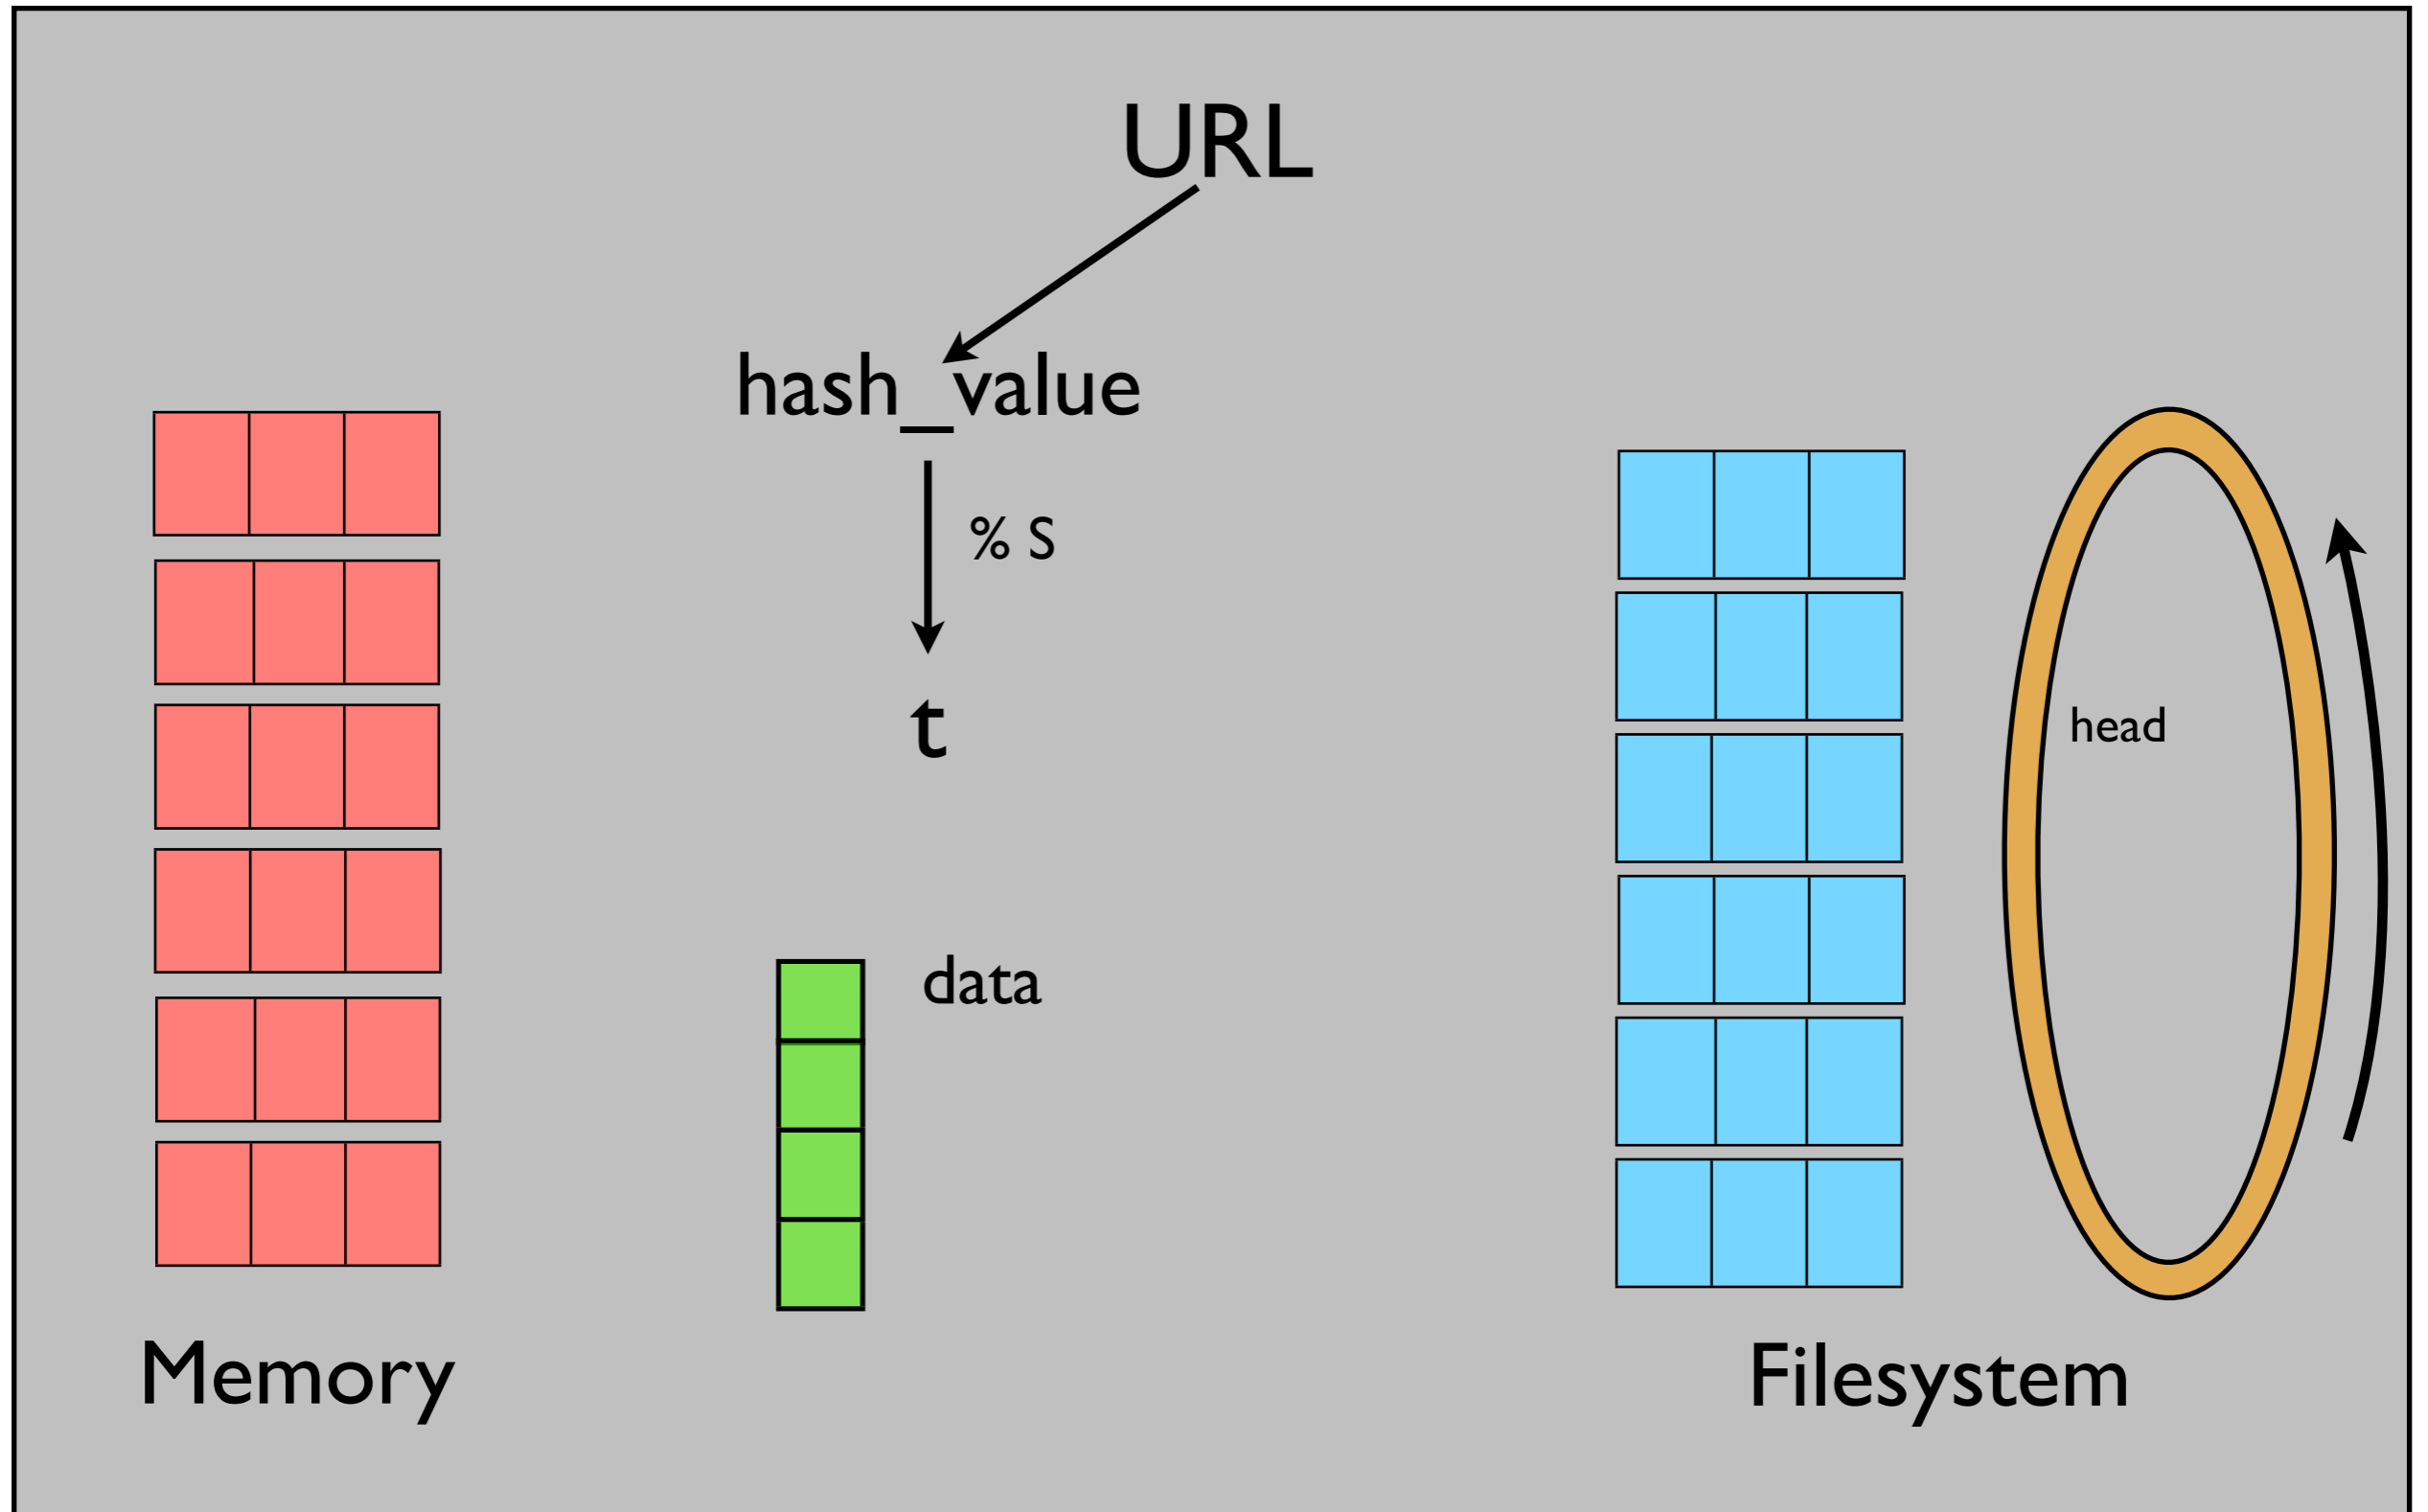 URL
hash_value
% S
t
head
data
Memory
Filesystem